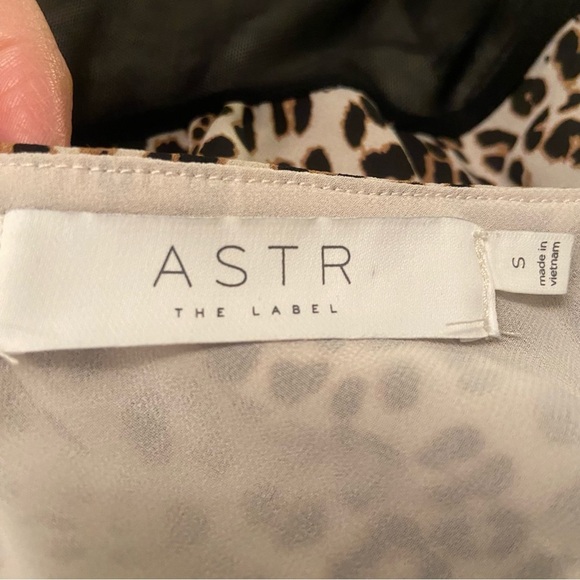 ASTR
THE LABEL
S
made in
vietnam